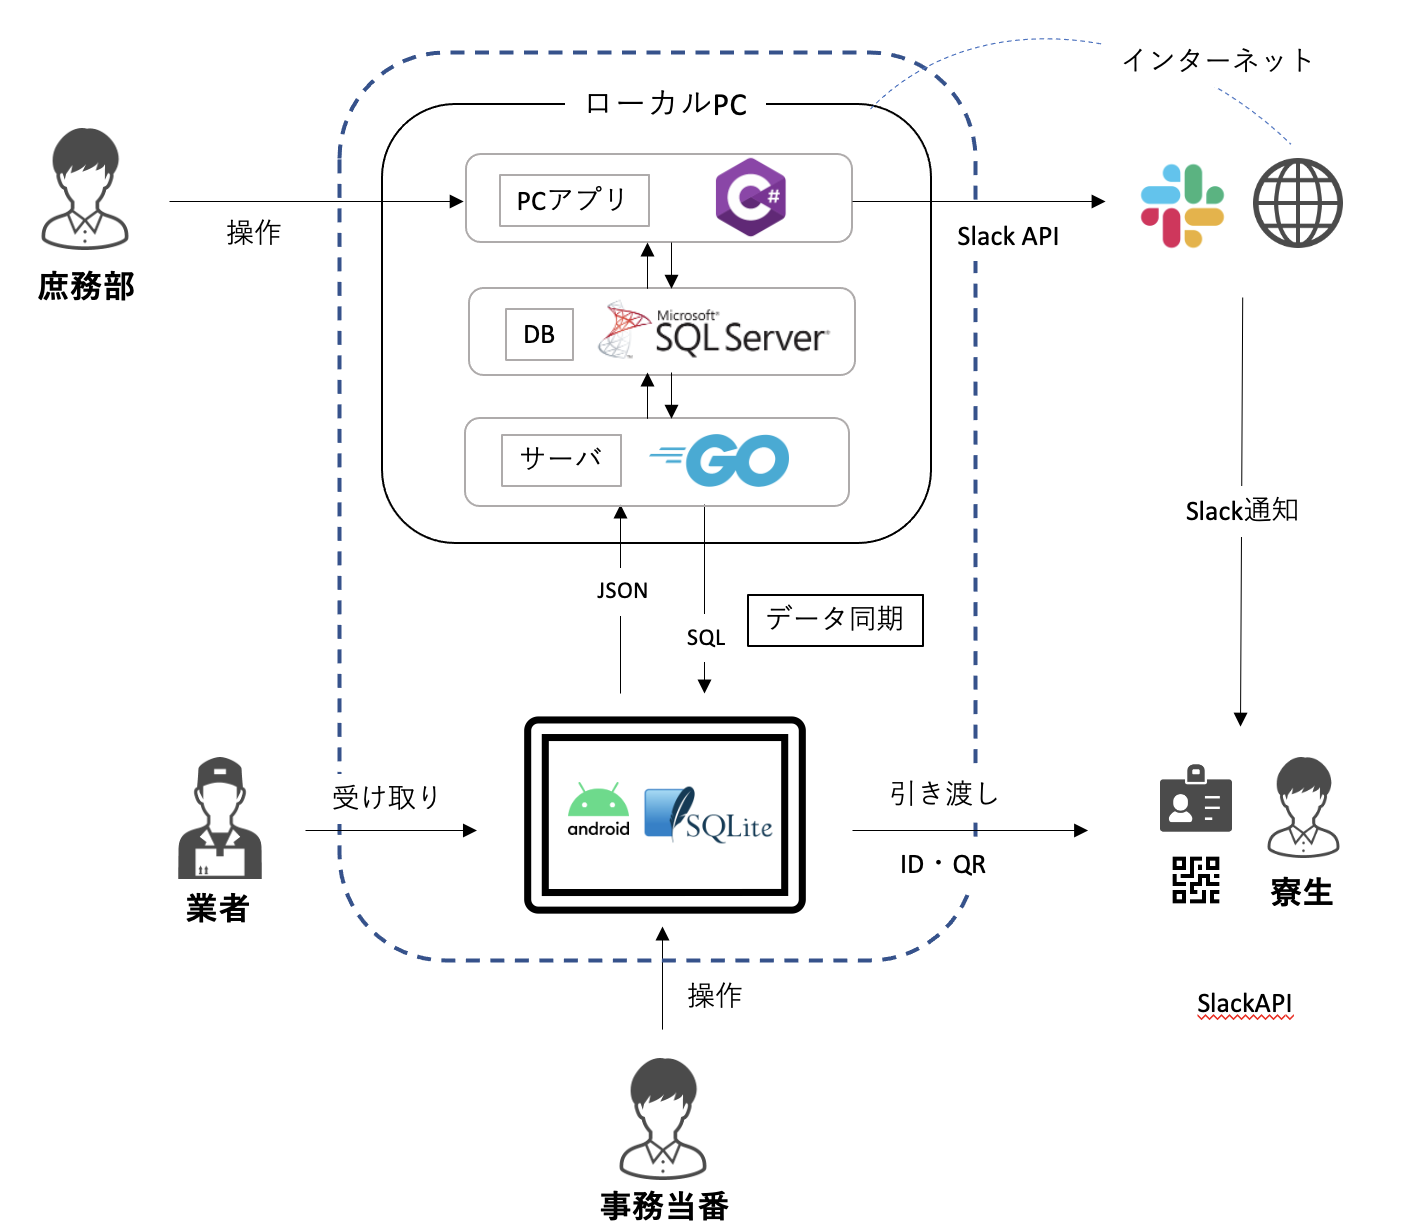 インターネット
ローカルPC
PCアプリ
C#
操作
Slack API
庶務部
DB
Microsoft®
SQL Server®
サーバ
GO
Slack通知
JSON
データ同期
SQL
受け取り
引き渡し
android
SQLite
ID・QR
業者
寮生
操作
SlackAPI
事務当番